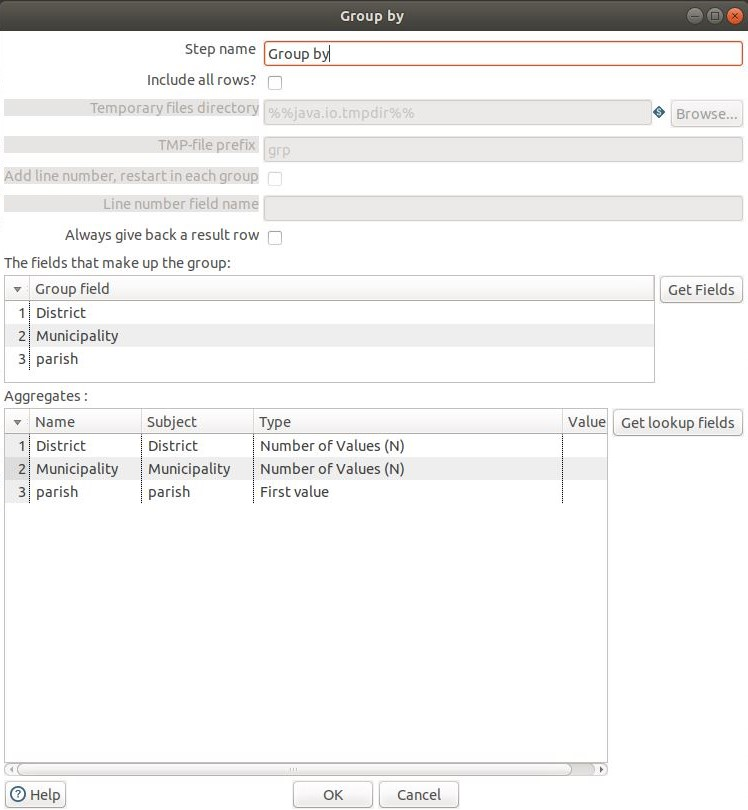 Group by
Step name Group by
Include all rows?
Temporary files directory %%java.io.tmpdir%% Browse...
TMP-file prefix grp
Add line number, restart in each group
Line number field name
Always give back a result row
The fields that make up the group:
Group field Get Fields
1 District
2 Municipality
3 parish
Aggregates :
Name Subject Type Value Get lookup fields
1 District District Number of Values (N)
2 Municipality Municipality Number of Values (N)
3 parish parish First value
Help OK Cancel